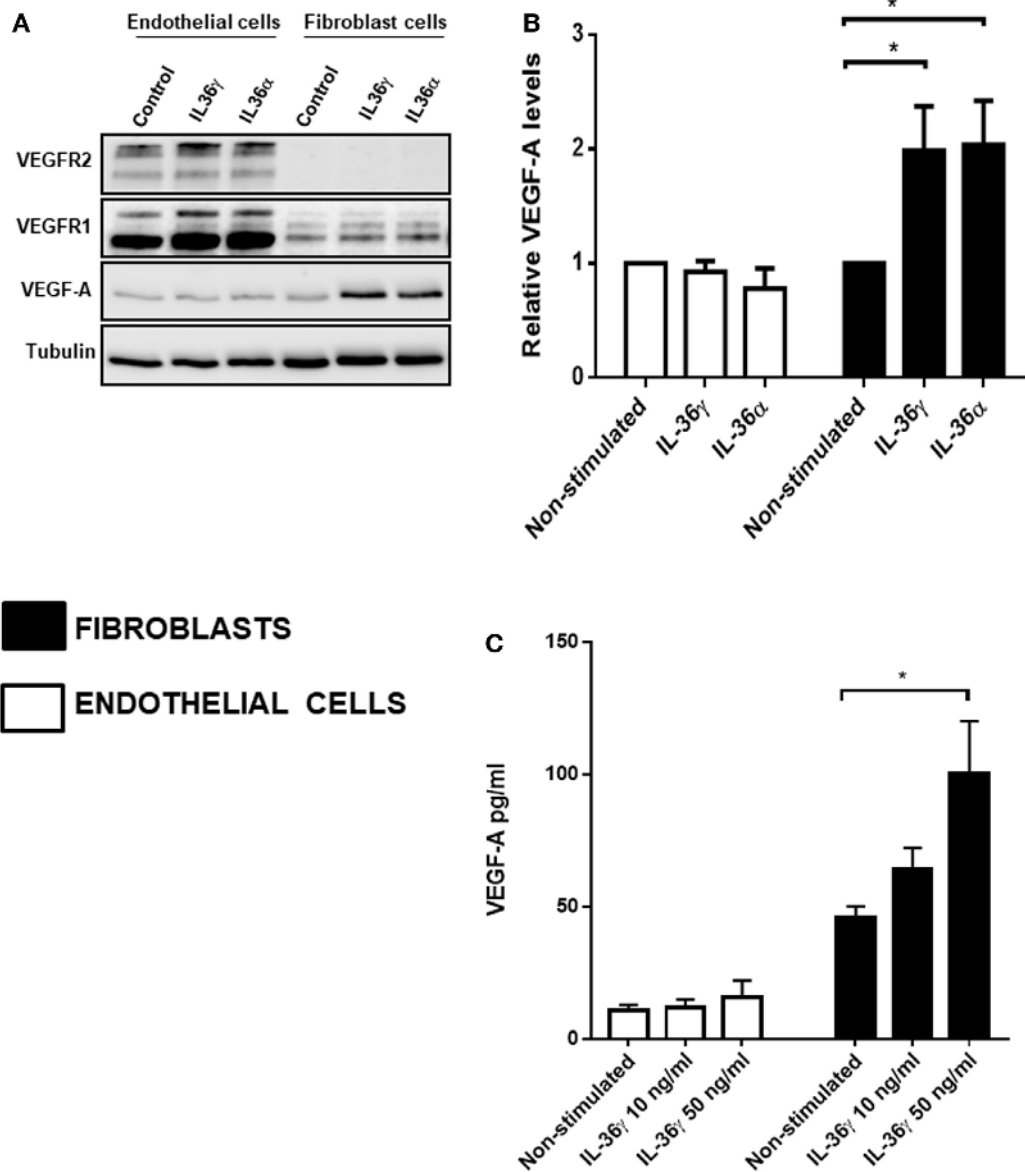 A
Endothelial cells Fibroblast cells
Control IL36γ IL36α Control IL36γ IL36α
VEGFR2
VEGFR1
VEGF-A
Tubulin
B
Relative VEGF-A levels
3
2
1
0
*
*
Non-stimulated IL-36γ IL-36α Non-stimulated IL-36γ IL-36α
FIBROBLASTS
ENDOTHELIAL CELLS
C
VEGF-A pg/ml
150
100
50
0
*
Non-stimulated IL-36γ 10 ng/ml IL-36γ 50 ng/ml Non-stimulated IL-36γ 10 ng/ml IL-36γ 50 ng/ml